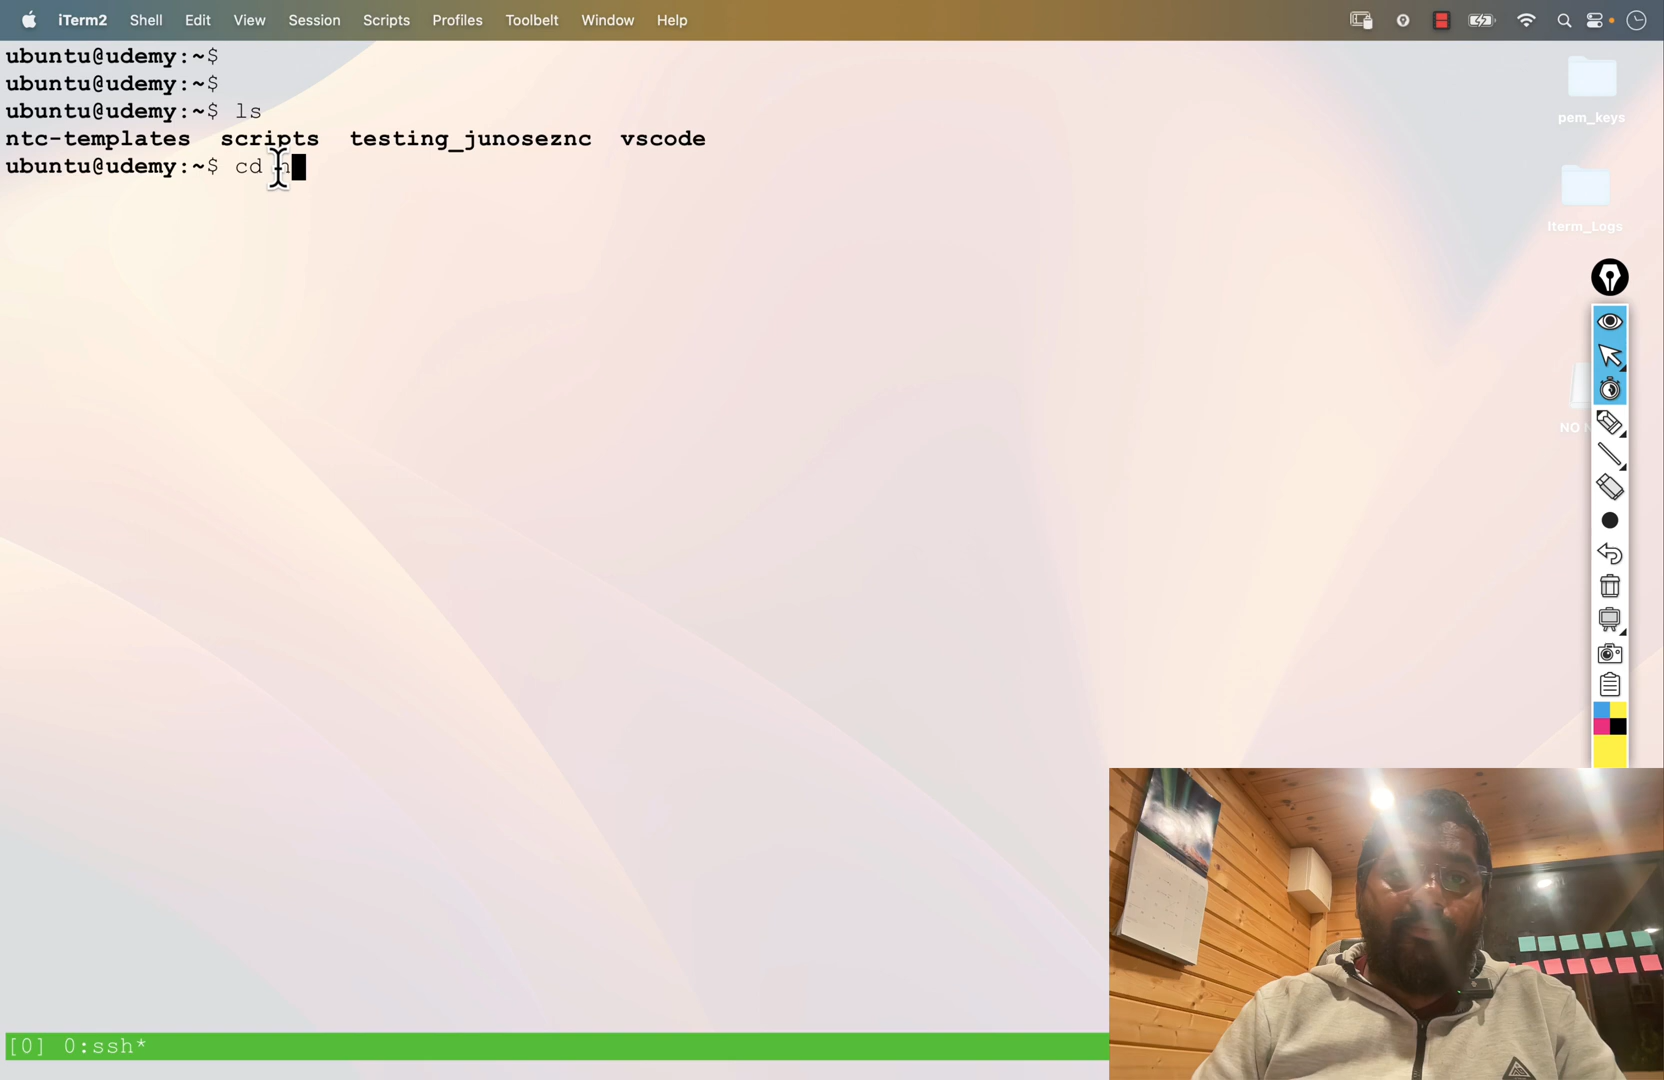 iTerm2 Shell Edit View Session Scripts Profiles Toolbelt Window Help
ubuntu@udemy:~$
ubuntu@udemy:~$
ubuntu@udemy:~$ ls
ntc-templates scripts testing_junoseznc vscode
ubuntu@udemy:~$ cd n
pem_keys
Iterm_Logs
NO
[0] 0:ssh*